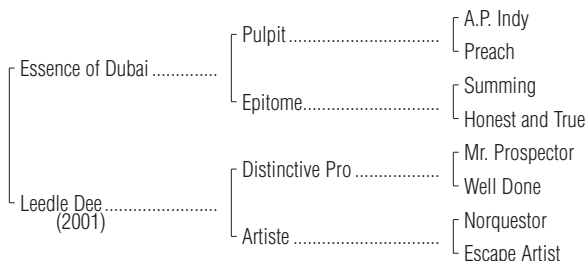 A.P. Indy
Pulpit
Preach
Essence of Dubai
Summing
Epitome
Honest and True
Mr. Prospector
Distinctive Pro
Well Done
Leedle Dee
(2001)
Norquestor
Artiste
Escape Artist